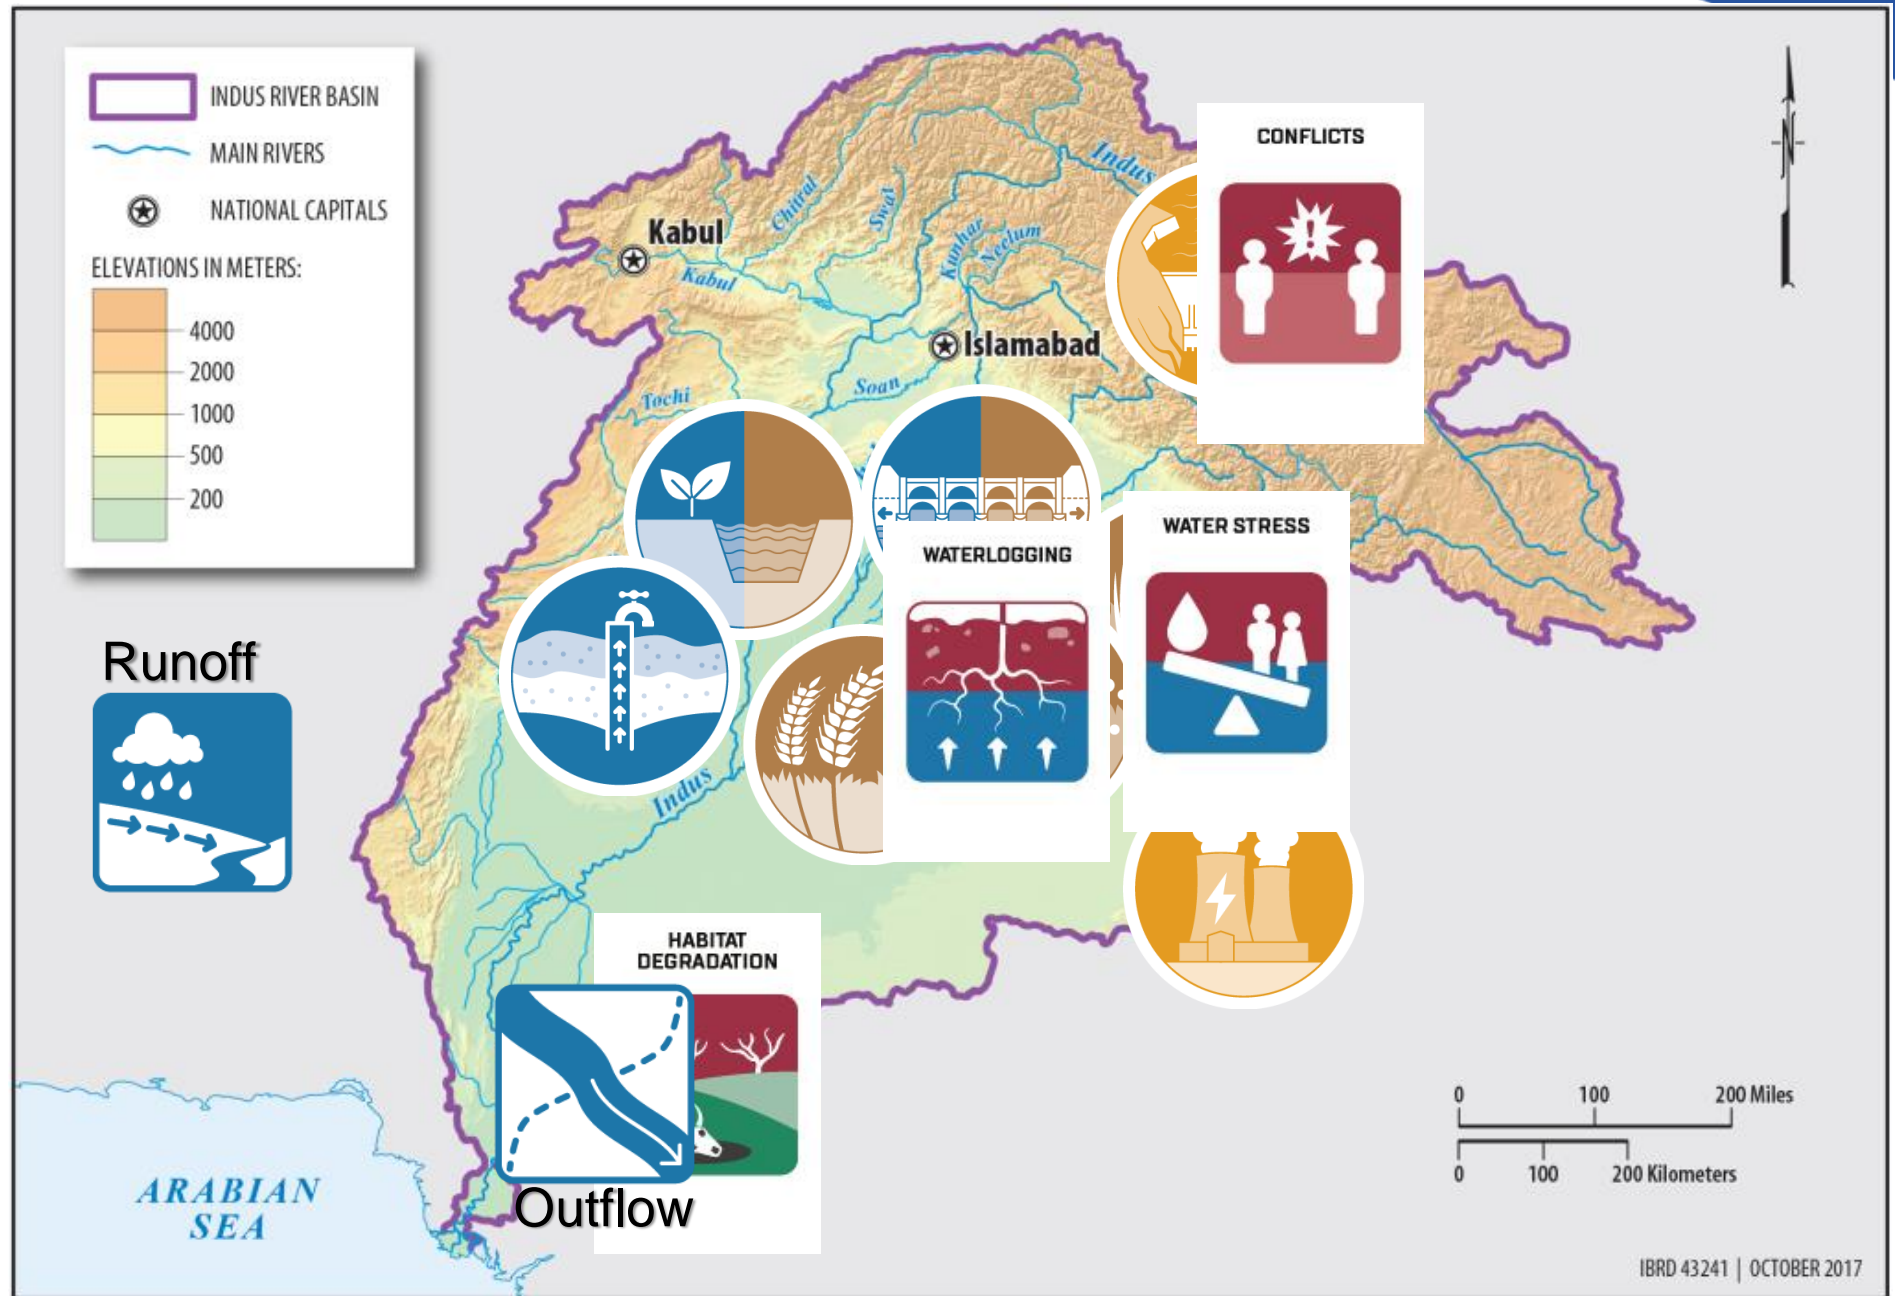 INDUS RIVER BASIN
MAIN RIVERS
NATIONAL CAPITALS
ELEVATIONS IN METERS:
4000
2000
1000
500
200
CONFLICTS
N
Indus
Chitral
Swat
Kunhar
Neelum
Kabul
Kabul
Islamabad
Soan
Tochi
WATERLOGGING
WATER STRESS
Runoff
Indus
HABITAT
DEGRADATION
Outflow
ARABIAN
SEA
0 100 200 Miles
0 100 200 Kilometers
IBRD 43241 | OCTOBER 2017